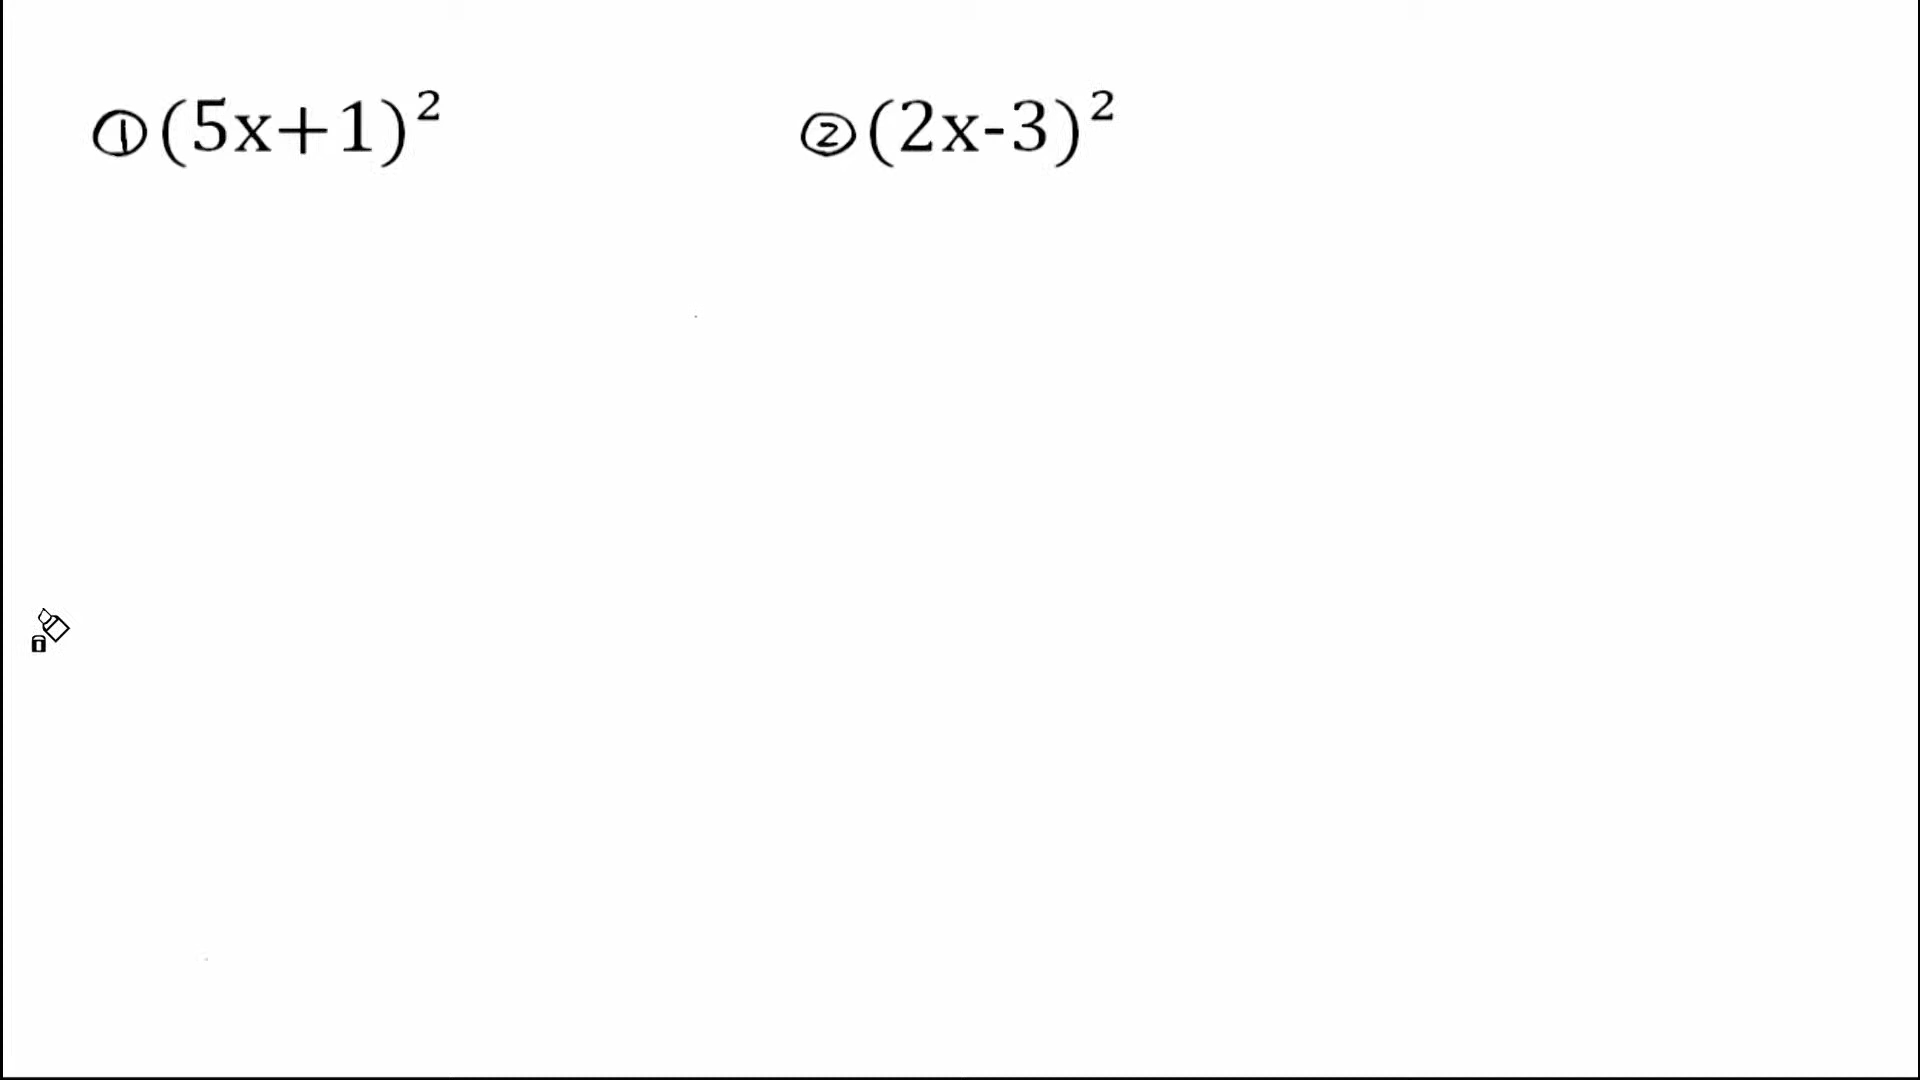 ①(5x+1)² ②(2x-3)²